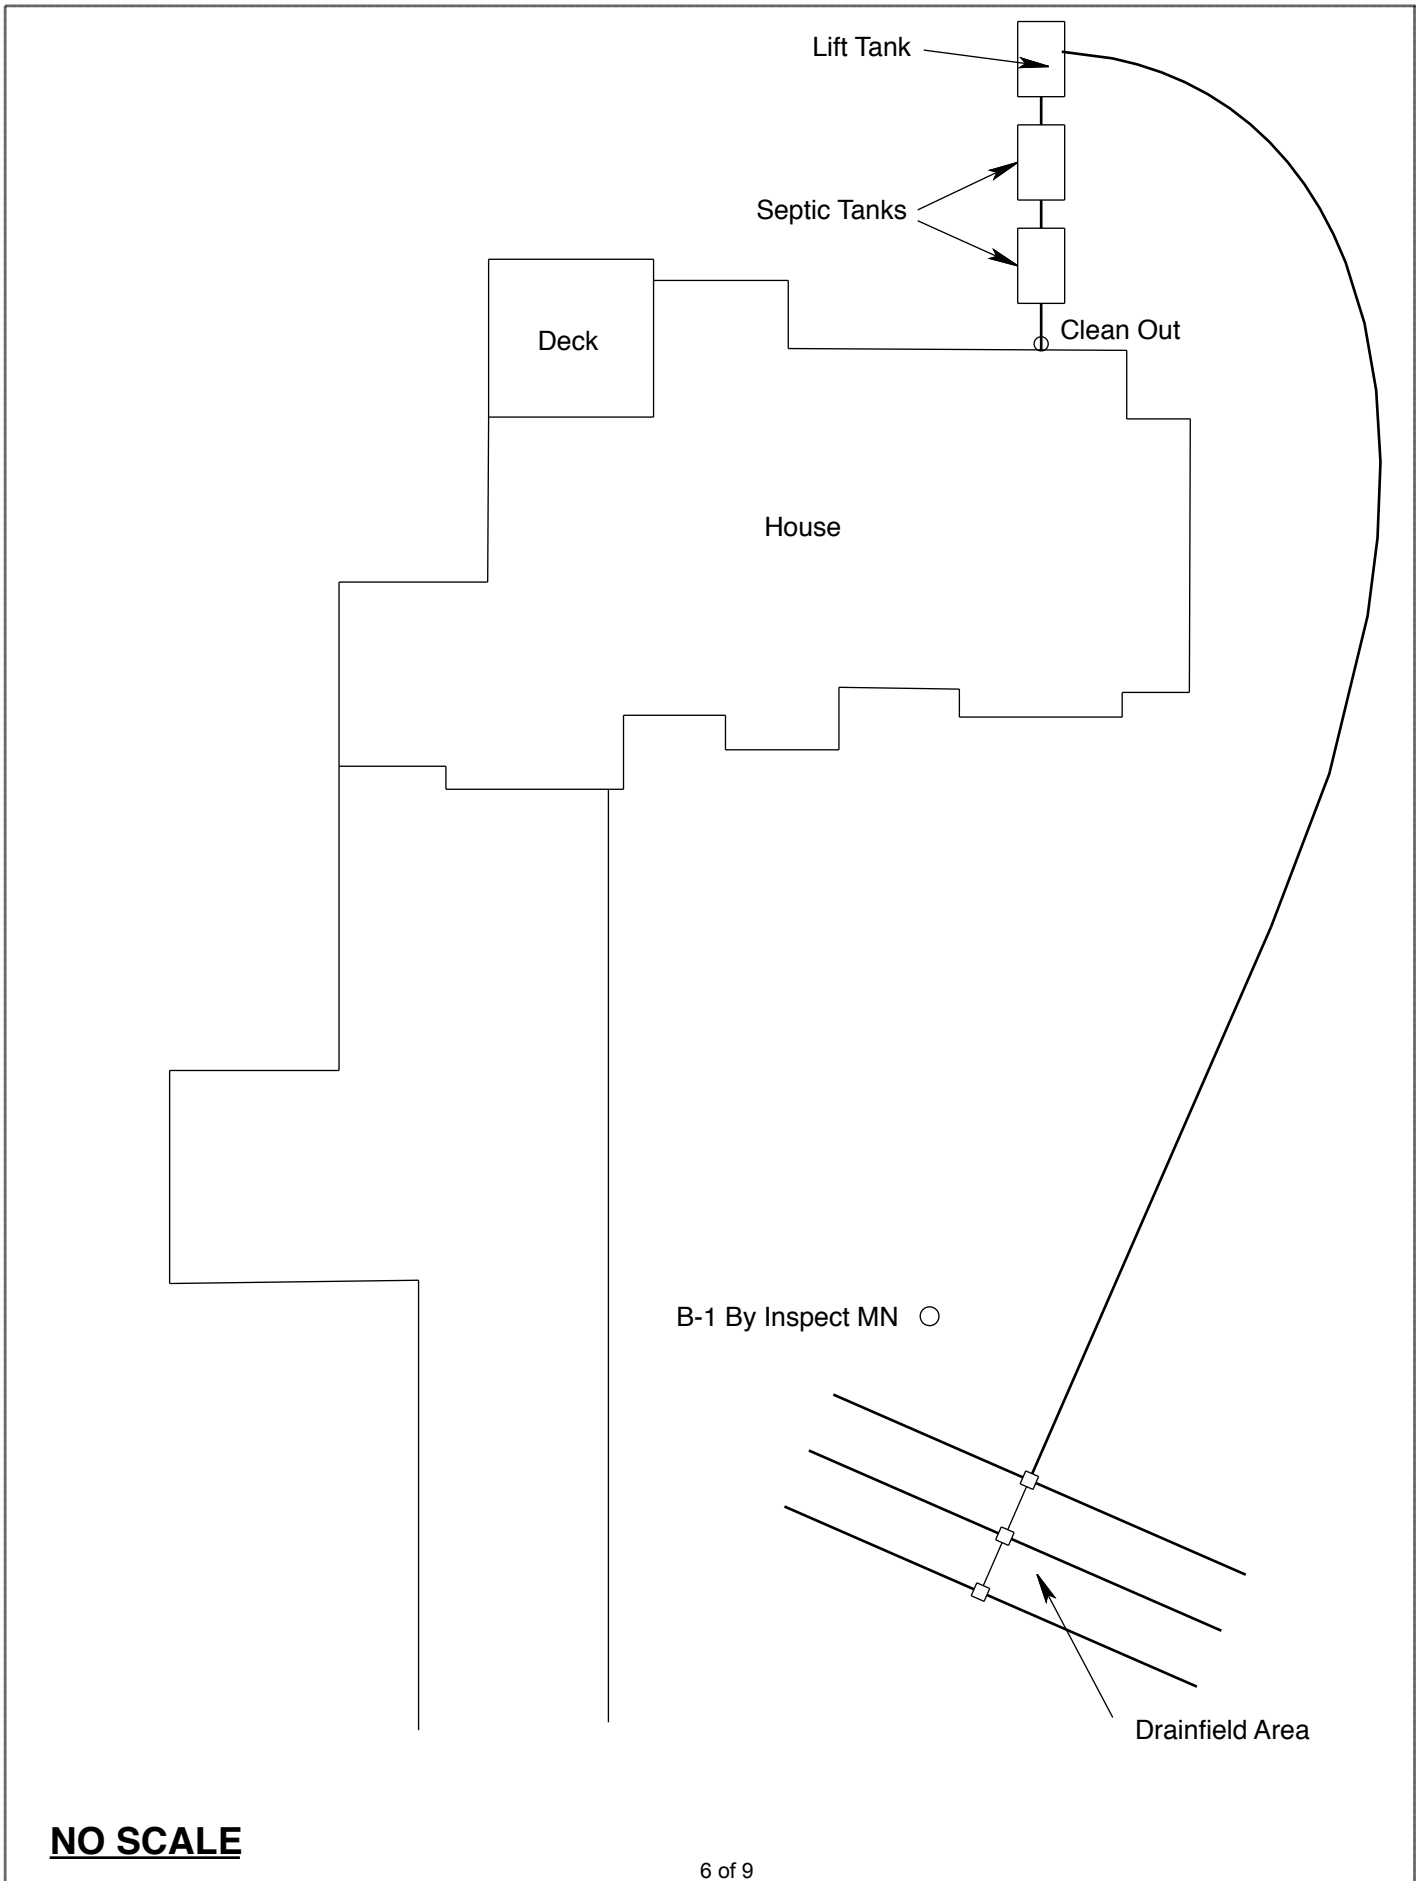 Lift Tank
Septic Tanks
Clean Out
Deck
House
B-1 By Inspect MN
Drainfield Area
NO SCALE
6 of 9